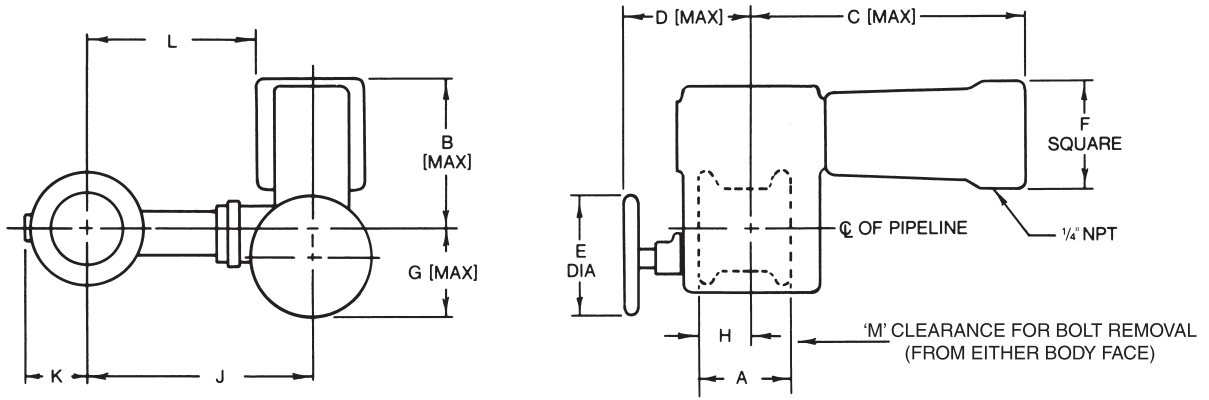 L
B
[MAX]
G [MAX]
K
J
D [MAX]
C [MAX]
F
SQUARE
E
DIA
℄ OF PIPELINE
¼" NPT
H
A
'M' CLEARANCE FOR BOLT REMOVAL
(FROM EITHER BODY FACE)